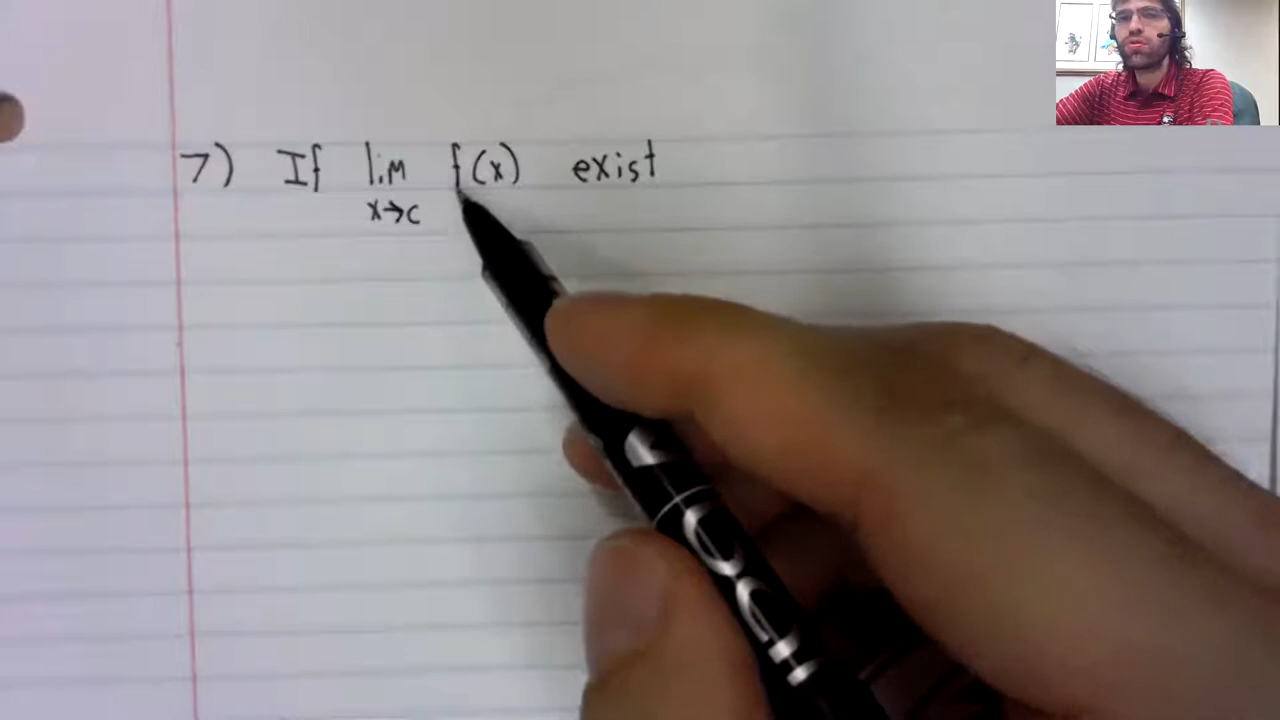 7) If lim f(x) exist
x→c